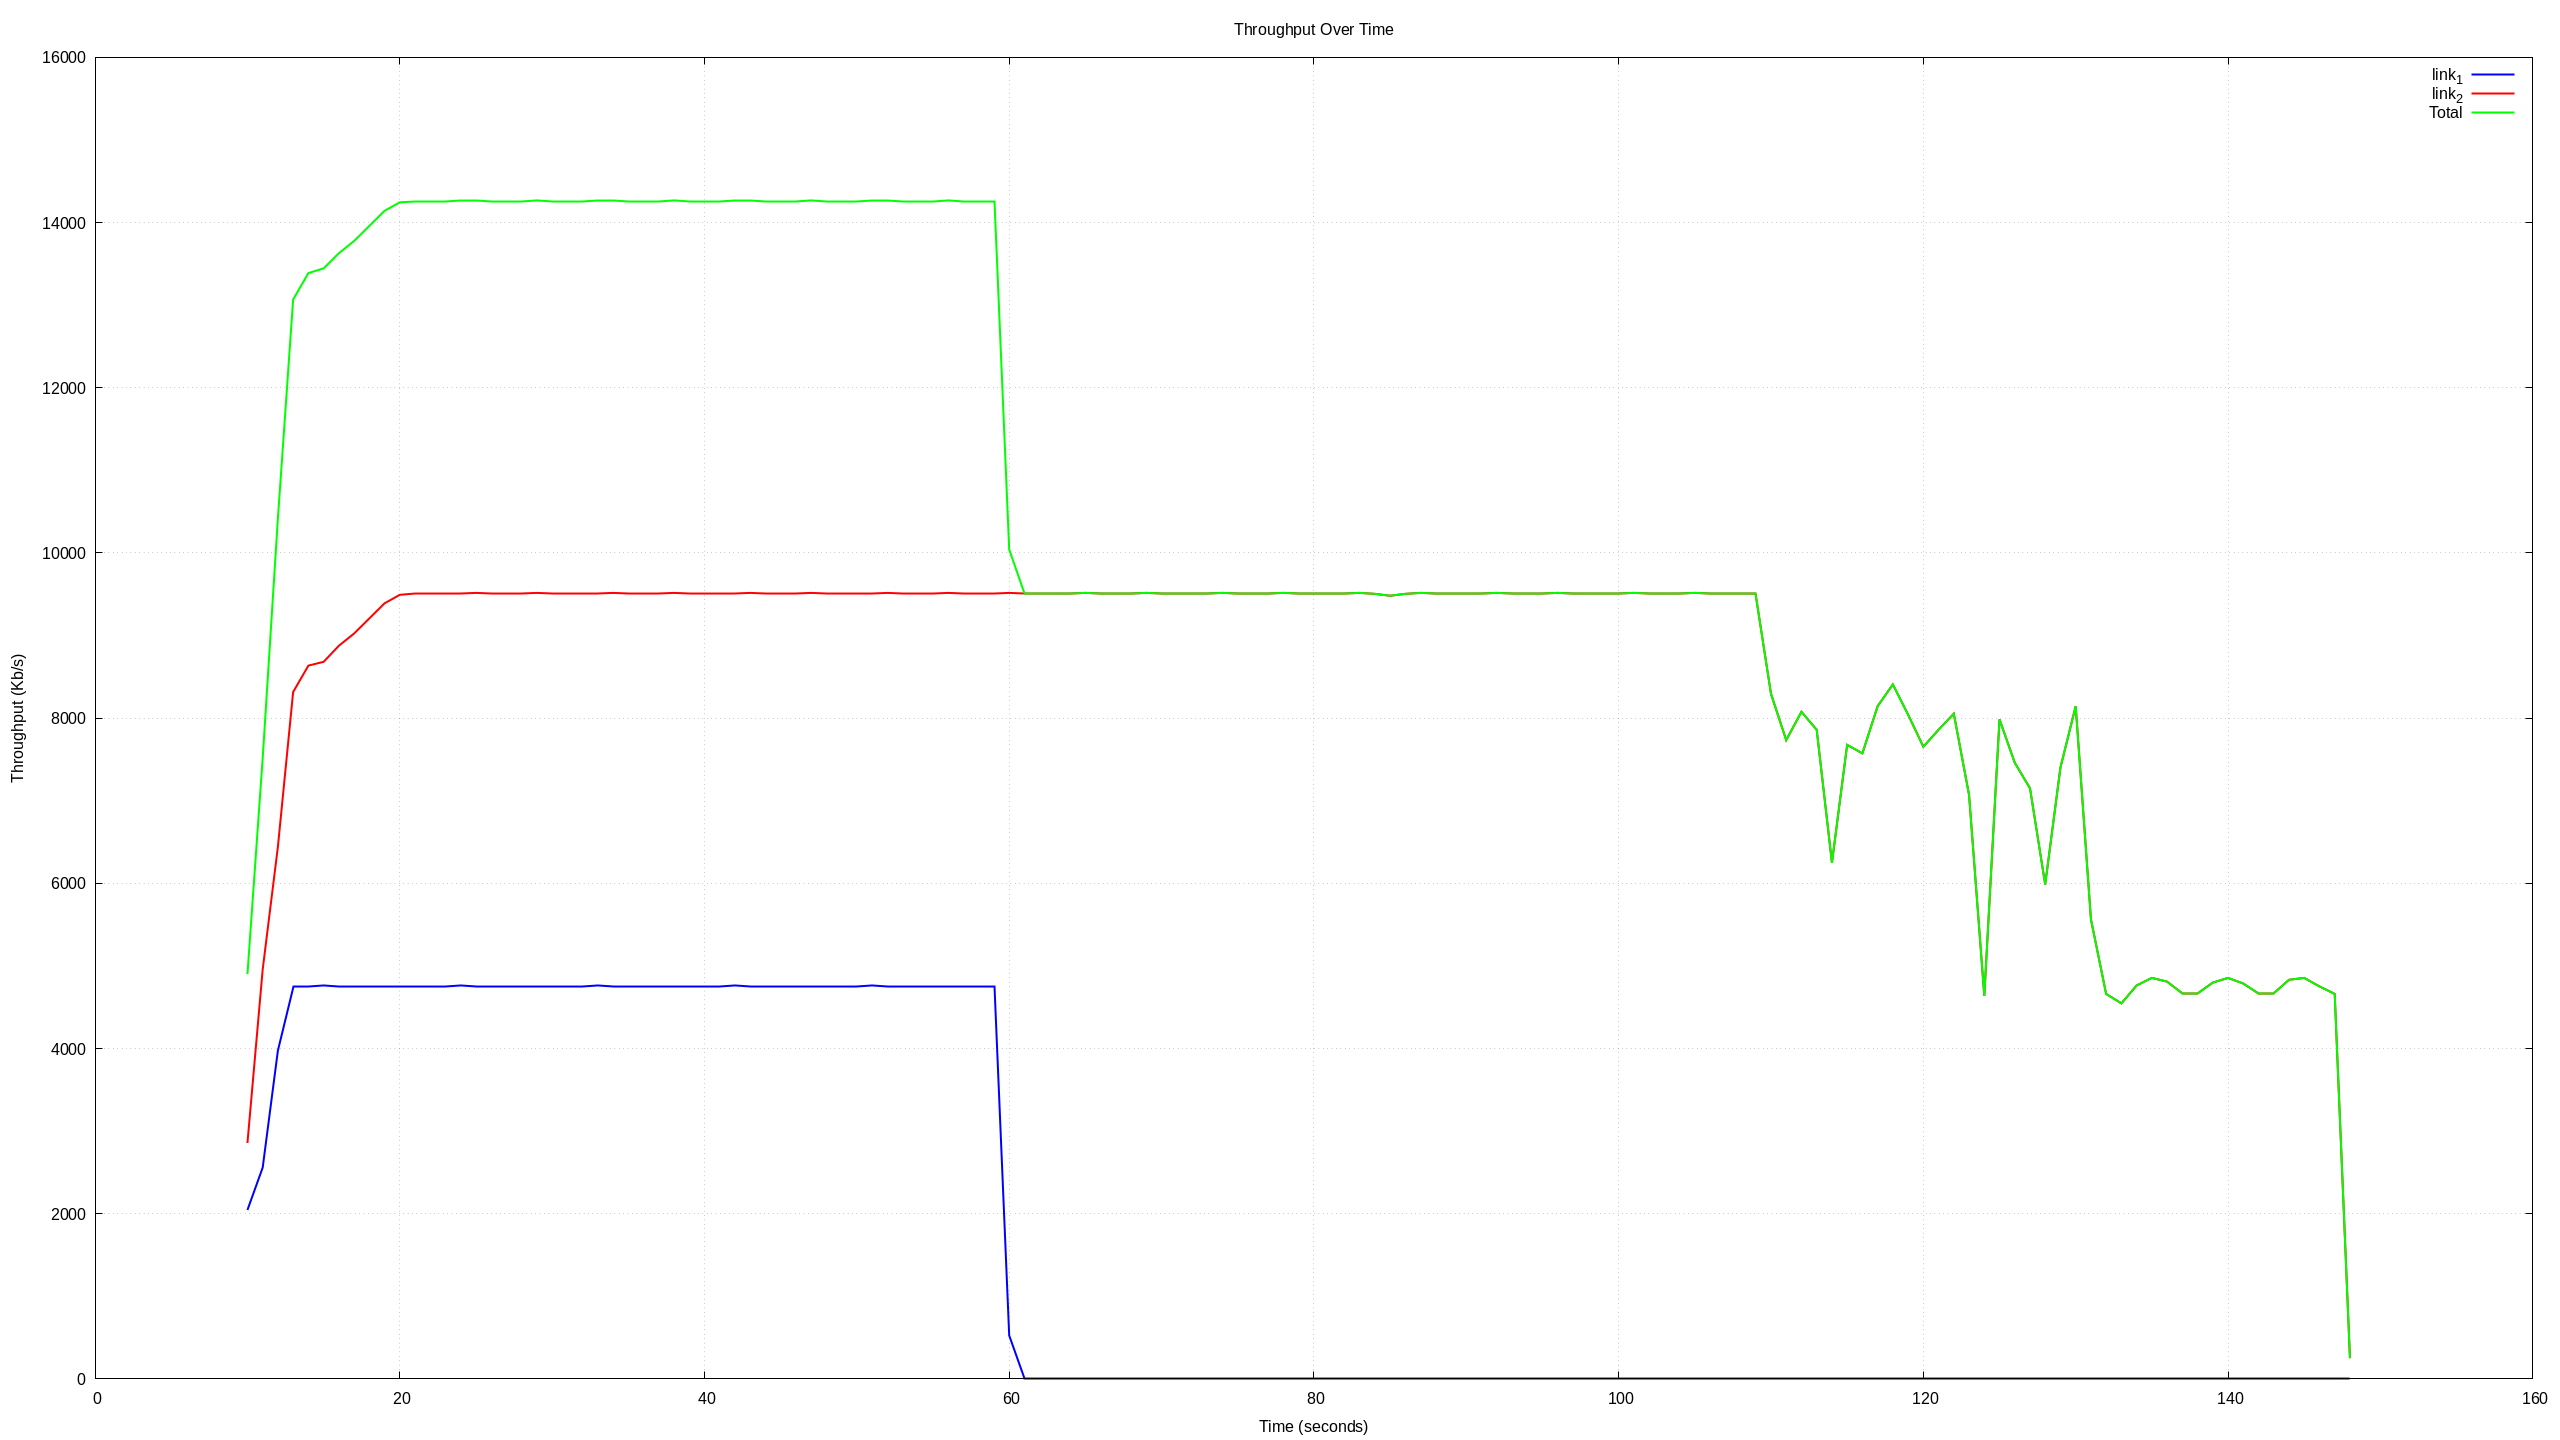 Throughput Over Time
16000
14000
12000
10000
8000
6000
4000
2000
0
Throughput (Kb/s)
link1
link2
Total
0 20 40 60 80 100 120 140 160
Time (seconds)